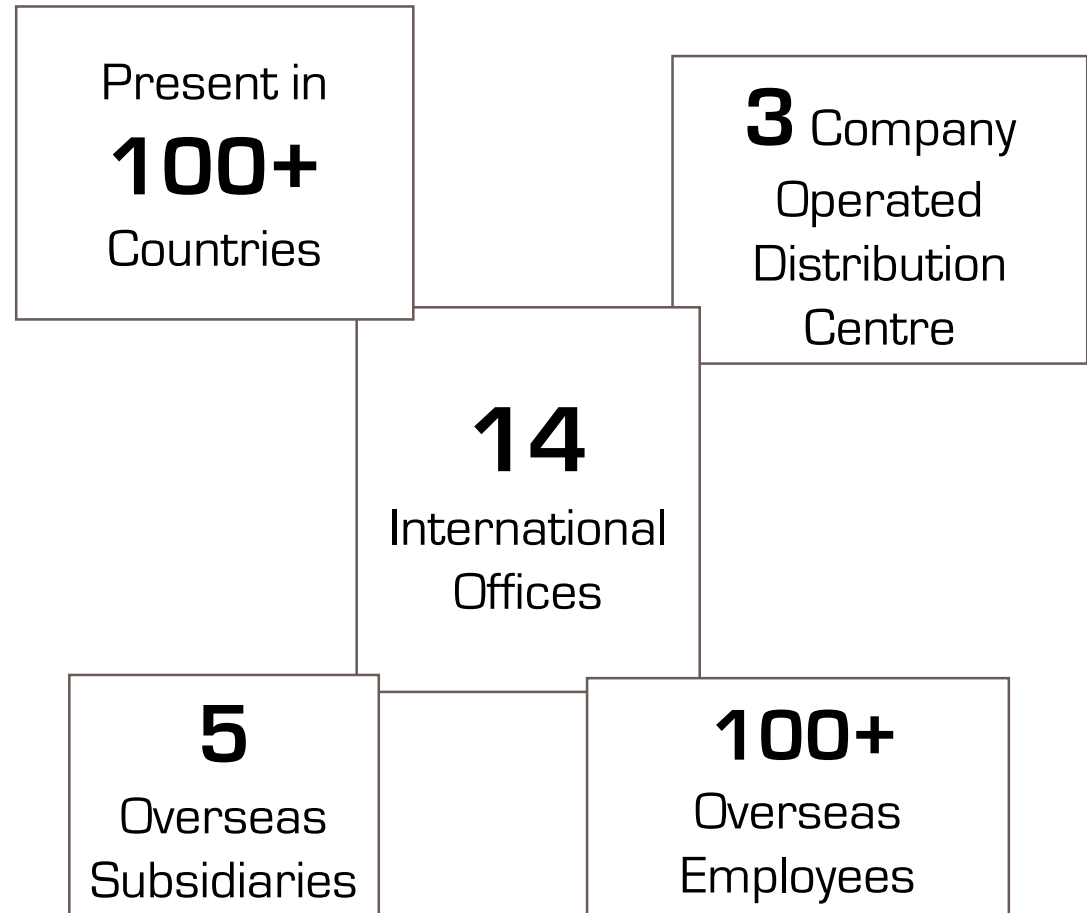 Present in
100+
Countries
3 Company
Operated
Distribution
Centre
14
International
Offices
5
Overseas
Subsidiaries
100+
Overseas
Employees